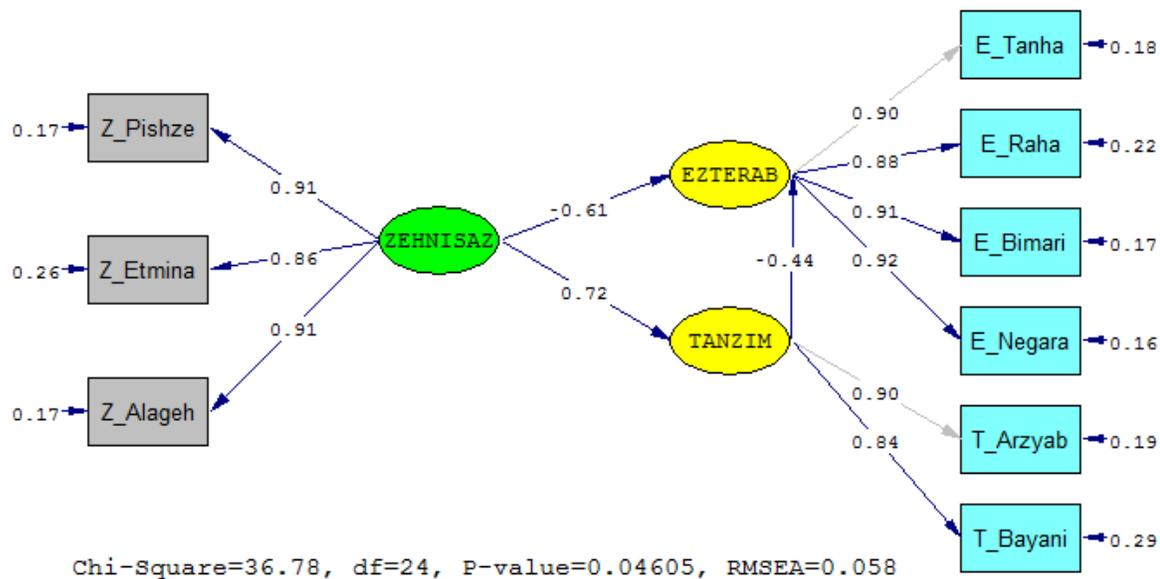 E_Tanha
0.18
0.17
Z_Pishze
0.90
E_Raha
0.22
0.88
EZTERAB
0.91
-0.61
0.91
E_Bimari
0.17
ZEHNISAZ
0.86
-0.44
0.92
0.26
Z_Etmina
0.72
0.91
TANZIM
E_Negara
0.16
0.90
0.17
Z_Alageh
0.84
T_Arzyab
0.19
T_Bayani
0.29
Chi-Square=36.78, df=24, P-value=0.04605, RMSEA=0.058